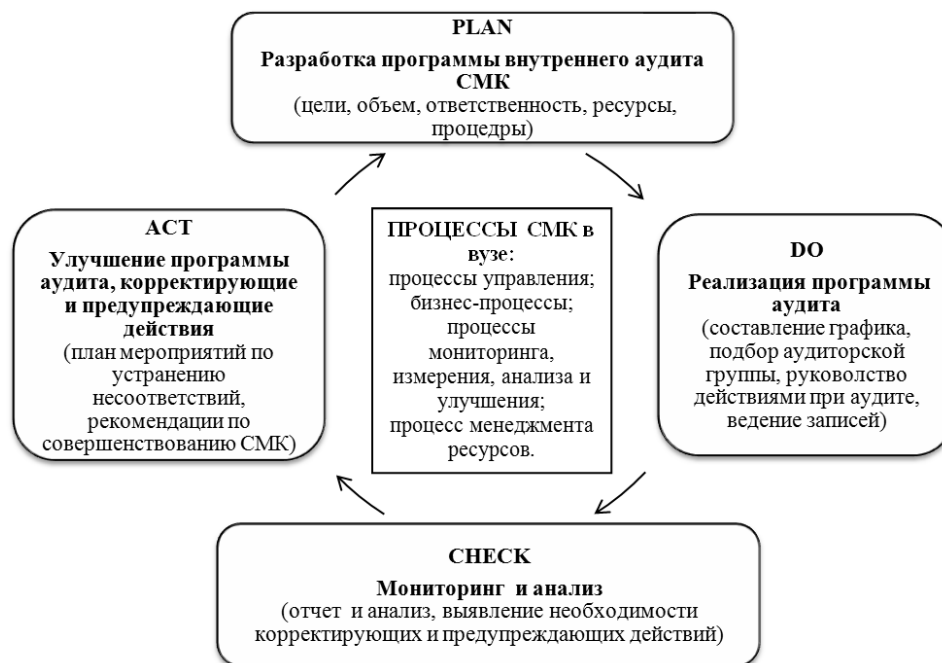 PLAN
Разработка программы внутреннего аудита
СМК
(цели, объем, ответственность, ресурсы,
процедры)
ACT
Улучшение программы
аудита, корректирующие
и предупреждающие
действия
(план мероприятий по
устранению
несоответствий,
рекомендации по
совершенствованию СМК)
ПРОЦЕССЫ СМК в
вузе:
процессы управления;
бизнес-процессы;
процессы
мониторинга,
измерения, анализа и
улучшения;
процесс менеджмента
ресурсов.
DO
Реализация программы
аудита
(составление графика,
подбор аудиторской
группы, руковолство
действиями при аудите,
ведение записей)
CHECK
Мониторинг и анализ
(отчет и анализ, выявление необходимости
корректирующих и предупреждающих действий)